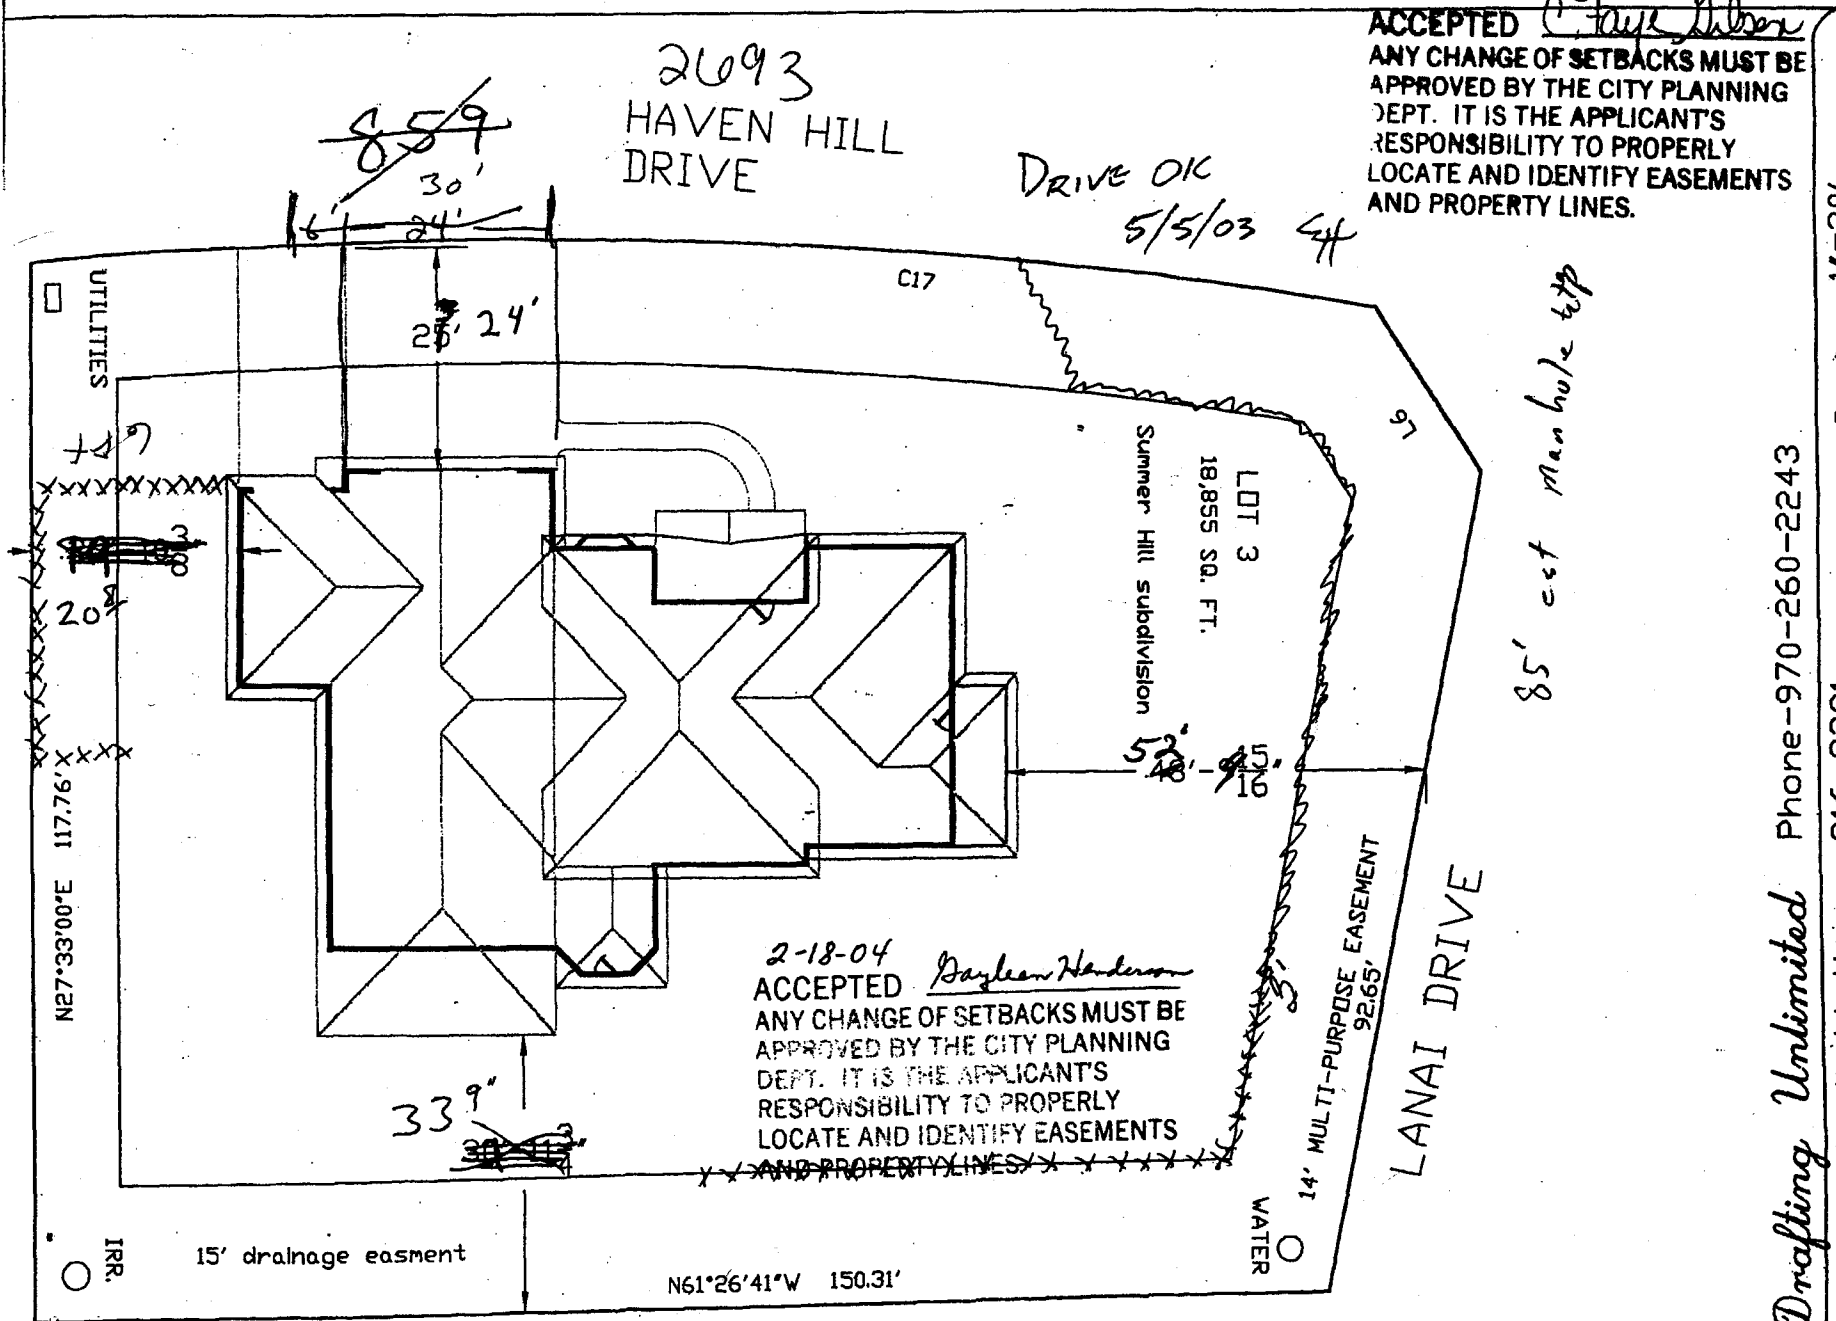 ACCEPTED
ANY CHANGE OF SETBACKS MUST BE
APPROVED BY THE CITY PLANNING
DEPT. IT IS THE APPLICANT'S
RESPONSIBILITY TO PROPERLY
LOCATE AND IDENTIFY EASEMENTS
AND PROPERTY LINES.
2693
HAVEN HILL
DRIVE
859
30'
6'
24'
DRIVE OK
5/5/03
C17
UTILITIES
25' 24'
L6
85' est Manhole
LOT 3
18,855 SQ. FT.
Summer Hill subdivision
20'
52'
15
16
N27°33'00"E 117.76'
14' MULTI-PURPOSE EASEMENT
92.65'
LANAI DRIVE
5'
2-18-04
ACCEPTED Gayleen Henderson
ANY CHANGE OF SETBACKS MUST BE
APPROVED BY THE CITY PLANNING
DEPT. IT IS THE APPLICANT'S
RESPONSIBILITY TO PROPERLY
LOCATE AND IDENTIFY EASEMENTS
AND PROPERTY LINES
33 9"
WATER
IRR.
15' drainage easment
N61°26'41"W 150.31'
Drafting Unlimited Phone-970-260-2243